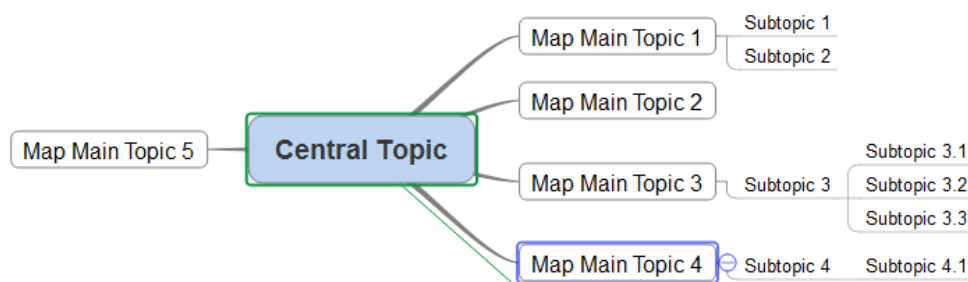 Central Topic
Map Main Topic 1
Subtopic 1
Subtopic 2
Map Main Topic 2
Map Main Topic 3
Subtopic 3
Subtopic 3.1
Subtopic 3.2
Subtopic 3.3
Map Main Topic 4
Subtopic 4
Subtopic 4.1
Map Main Topic 5